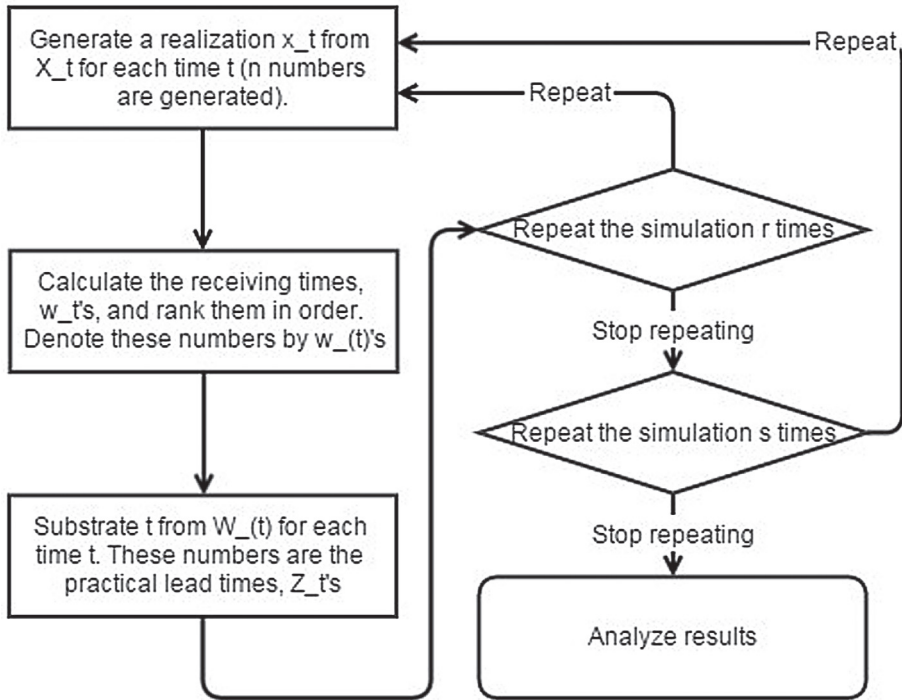 Generate a realization x_t from
X_t for each time t (n numbers
are generated).
Calculate the receiving times,
w_t's, and rank them in order.
Denote these numbers by w_(t)'s
Substrate t from W_(t) for each
time t. These numbers are the
practical lead times, Z_t's
Repeat
Repeat
Repeat the simulation r times
Stop repeating
Repeat the simulation s times
Stop repeating
Analyze results